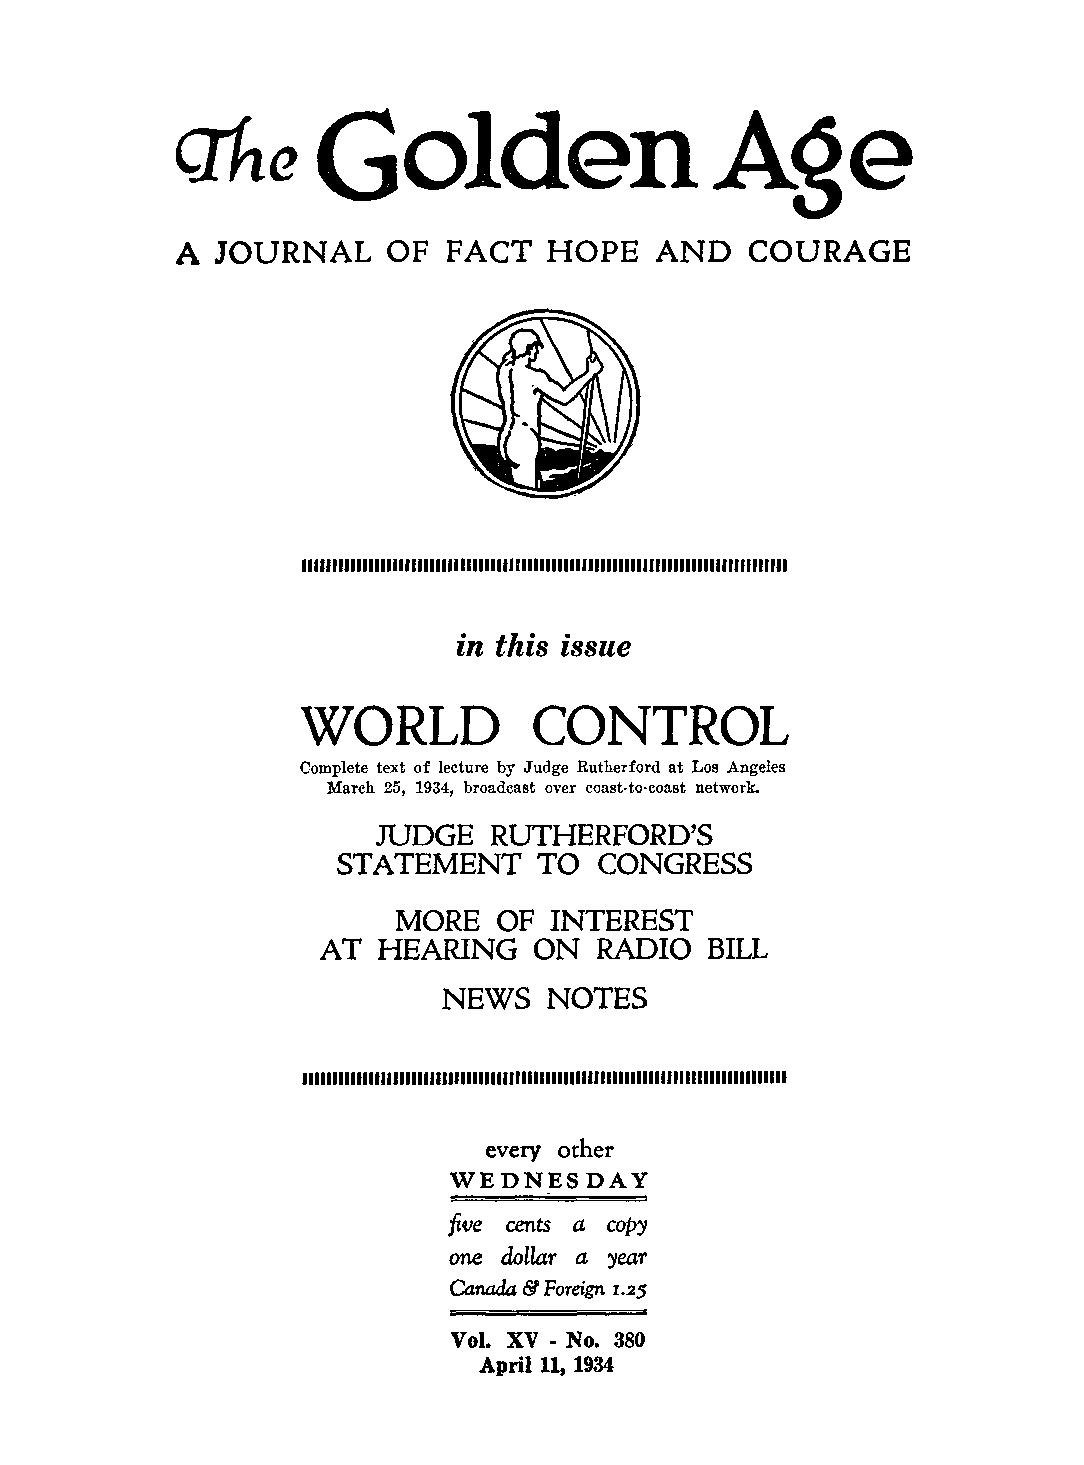 The Golden Age
A JOURNAL OF FACT HOPE AND COURAGE
in this issue
WORLD CONTROL
Complete text of lecture by Judge Rutherford at Los Angeles
March 25, 1934, broadcast over coast-to-coast network.
JUDGE RUTHERFORD'S
STATEMENT TO CONGRESS
MORE OF INTEREST
AT HEARING ON RADIO BILL
NEWS NOTES
every other
WEDNESDAY
five cents a copy
one dollar a year
Canada & Foreign 1.25
Vol. XV - No. 380
April 11, 1934